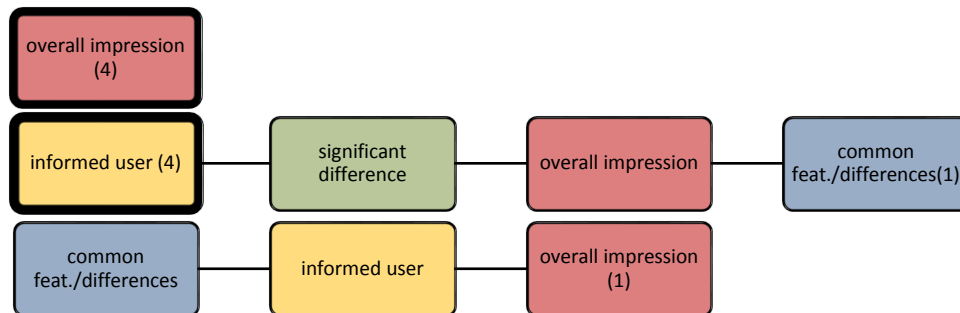 overall impression
(4)
informed user (4)
significant
difference
overall impression
common
feat./differences(1)
common
feat./differences
informed user
overall impression
(1)